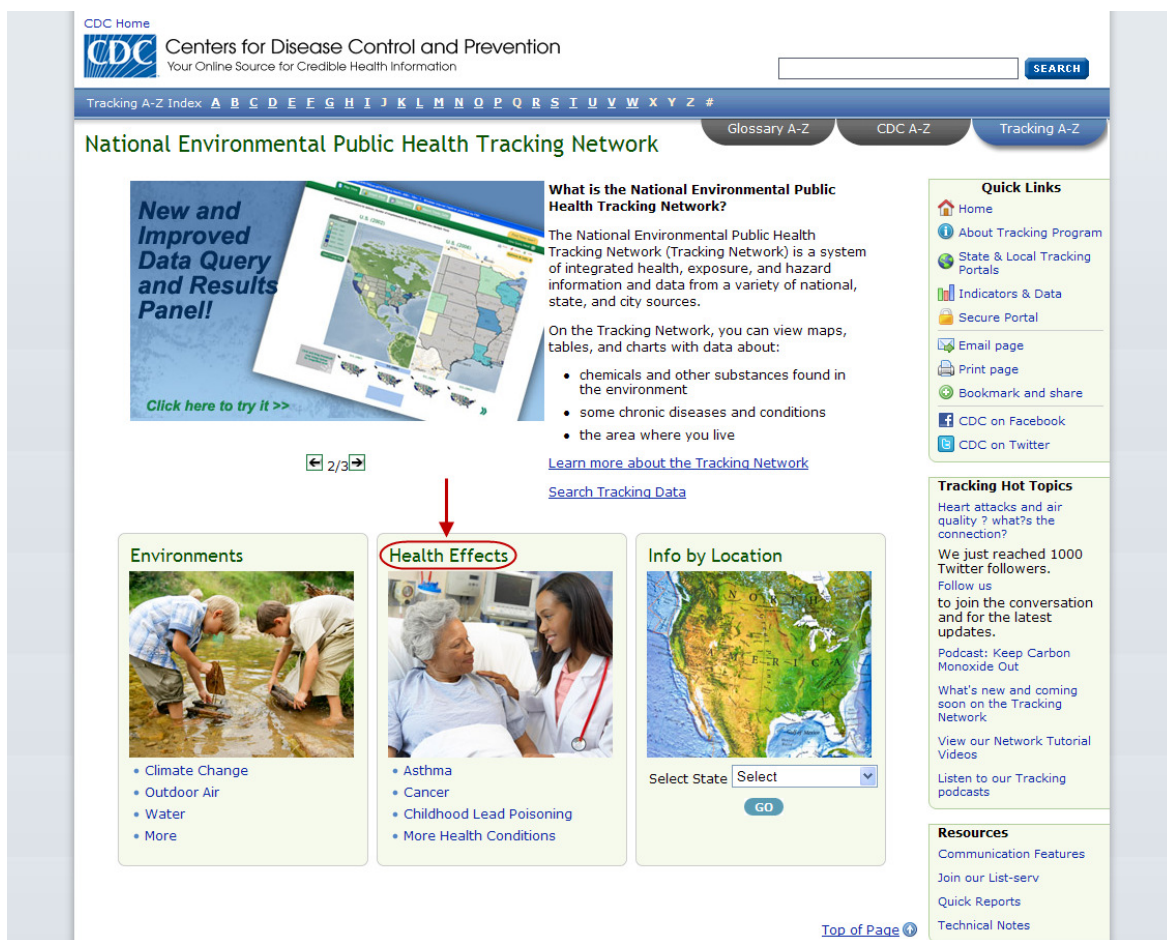 CDC Home
CDC
Centers for Disease Control and Prevention
Your Online Source for Credible Health Information
SEARCH
Tracking A-Z Index A B C D E F G H I J K L M N O P Q R S T U V W X Y Z #
Glossary A-Z
CDC A-Z
Tracking A-Z
National Environmental Public Health Tracking Network
New and
Improved
Data Query
and Results
Panel!
Click here to try it >>
2/3
What is the National Environmental Public
Health Tracking Network?
The National Environmental Public Health
Tracking Network (Tracking Network) is a system
of integrated health, exposure, and hazard
information and data from a variety of national,
state, and city sources.
On the Tracking Network, you can view maps,
tables, and charts with data about:
• chemicals and other substances found in
the environment
• some chronic diseases and conditions
• the area where you live
Learn more about the Tracking Network
Search Tracking Data
Environments
• Climate Change
• Outdoor Air
• Water
• More
Health Effects
• Asthma
• Cancer
• Childhood Lead Poisoning
• More Health Conditions
Info by Location
NORTH
AMERICA
Select State Select
GO
Top of Page
Quick Links
Home
About Tracking Program
State & Local Tracking
Portals
Indicators & Data
Secure Portal
Email page
Print page
Bookmark and share
CDC on Facebook
CDC on Twitter
Tracking Hot Topics
Heart attacks and air
quality ? what?s the
connection?
We just reached 1000
Twitter followers.
Follow us
to join the conversation
and for the latest
updates.
Podcast: Keep Carbon
Monoxide Out
What's new and coming
soon on the Tracking
Network
View our Network Tutorial
Videos
Listen to our Tracking
podcasts
Resources
Communication Features
Join our List-serv
Quick Reports
Technical Notes